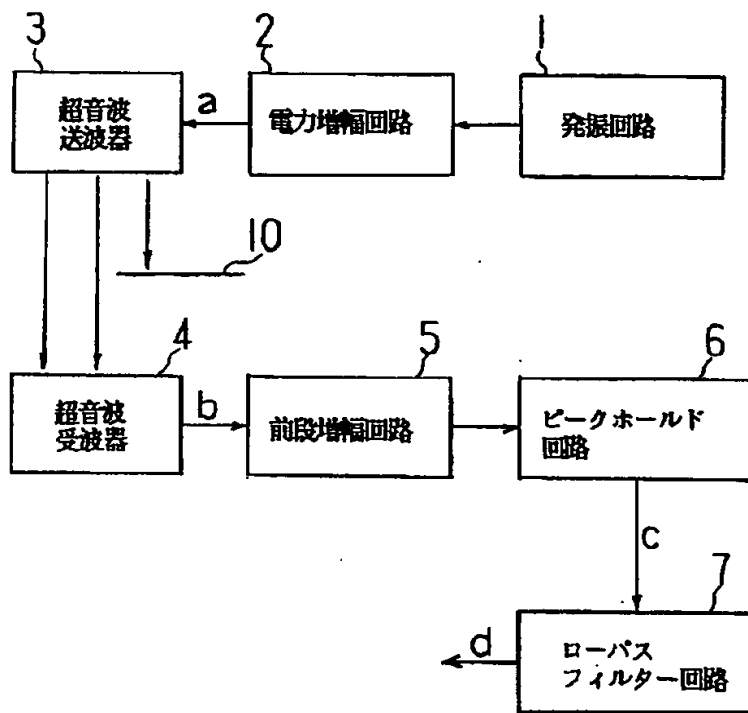 3
2
1
超音波
送波器
a
電力増幅回路
発振回路
10
4
5
6
超音波
受波器
b
前段増幅回路
ピークホールド
回路
c
7
d
ローパス
フィルター回路